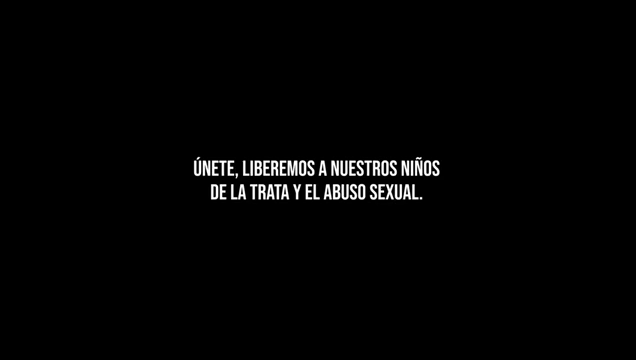 ÚNETE, LIBEREMOS A NUESTROS NIÑOS
DE LA TRATA Y EL ABUSO SEXUAL.